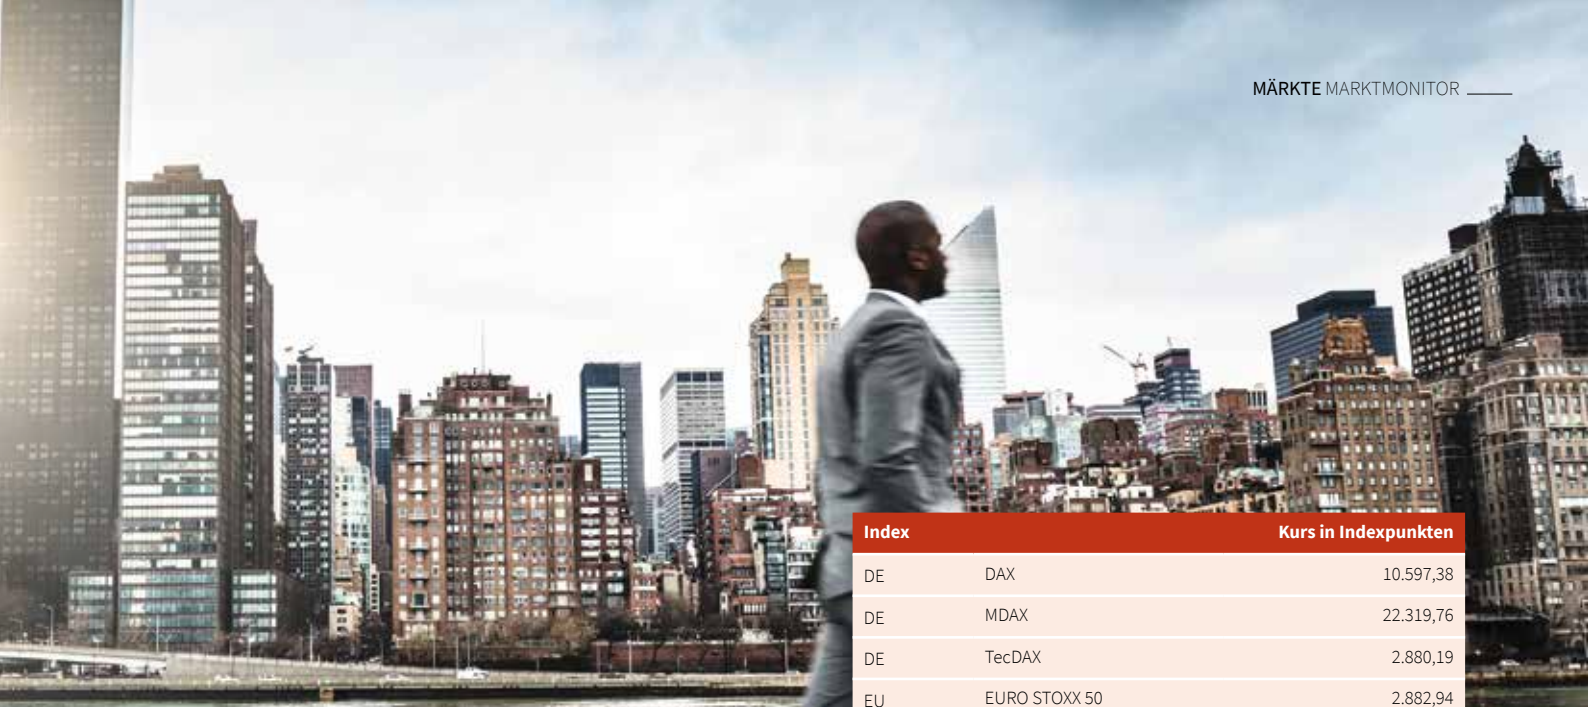 MÄRKTE MARKTMONITOR
Index Kurs in Indexpunkten
DE DAX 10.597,38
DE MDAX 22.319,76
DE TecDAX 2.880,19
EU EURO STOXX 50 2.882,94